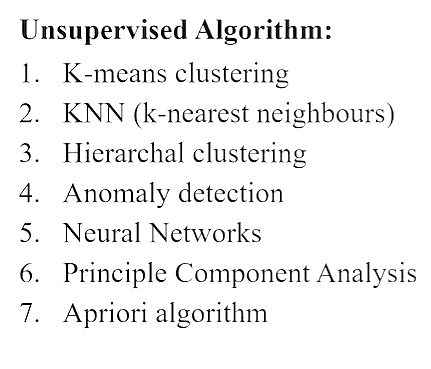 Unsupervised Algorithm:
1. K-means clustering
2. KNN (k-nearest neighbours)
3. Hierarchal clustering
4. Anomaly detection
5. Neural Networks
6. Principle Component Analysis
7. Apriori algorithm